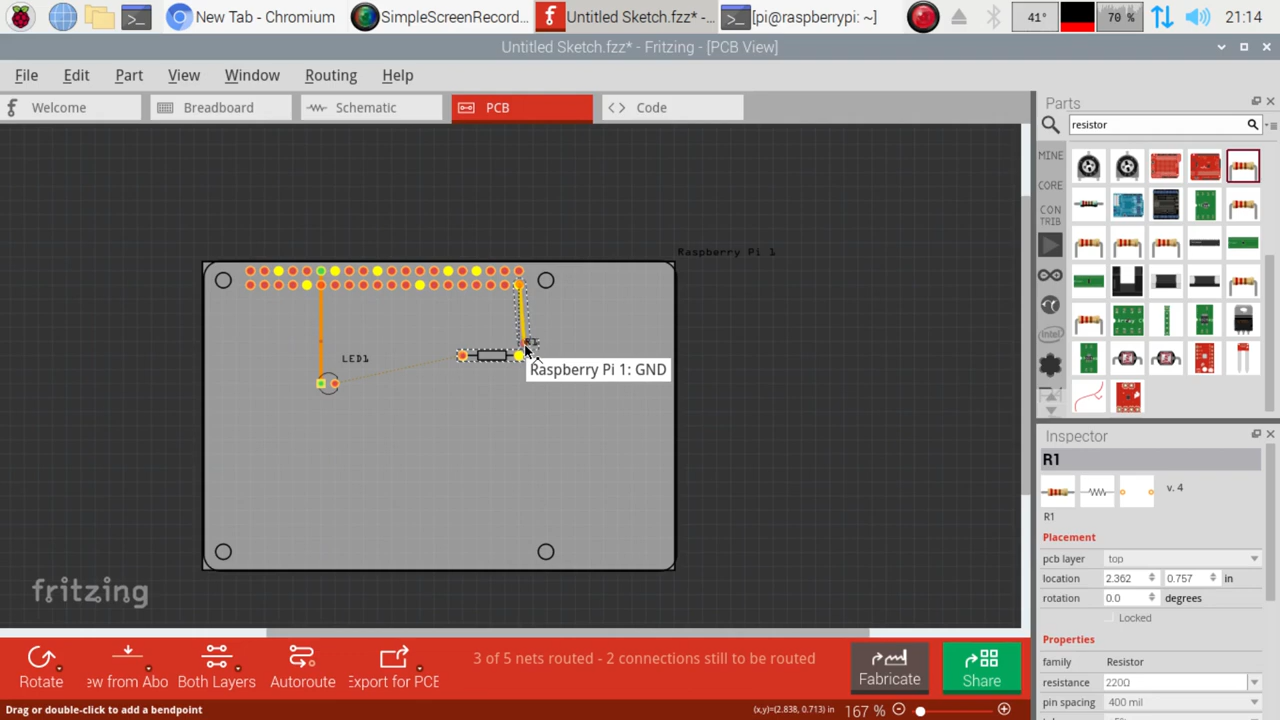 New Tab - Chromium
SimpleScreenRecord...
Untitled Sketch.fzz* -...
[pi@raspberrypi: ~]
41°
70 %
21:14
Untitled Sketch.fzz* - Fritzing - [PCB View]
File Edit Part View Window Routing Help
Welcome
Breadboard
Schematic
PCB
Code
Parts
resistor
MINE
CORE
CON
TRIB
intel
Raspberry Pi 1
LED1
Raspberry Pi 1: GND
fritzing
Inspector
R1
v. 4
R1
Placement
pcb layer top
location 2.362 0.757 in
rotation 0.0 degrees
Locked
Properties
family Resistor
resistance 220Ω
pin spacing 400 mil
Rotate
ew from Abo
Both Layers
Autoroute
Export for PCB
3 of 5 nets routed - 2 connections still to be routed
Fabricate
Share
Drag or double-click to add a bendpoint
(x,y)=(2.838, 0.713) in
167 %